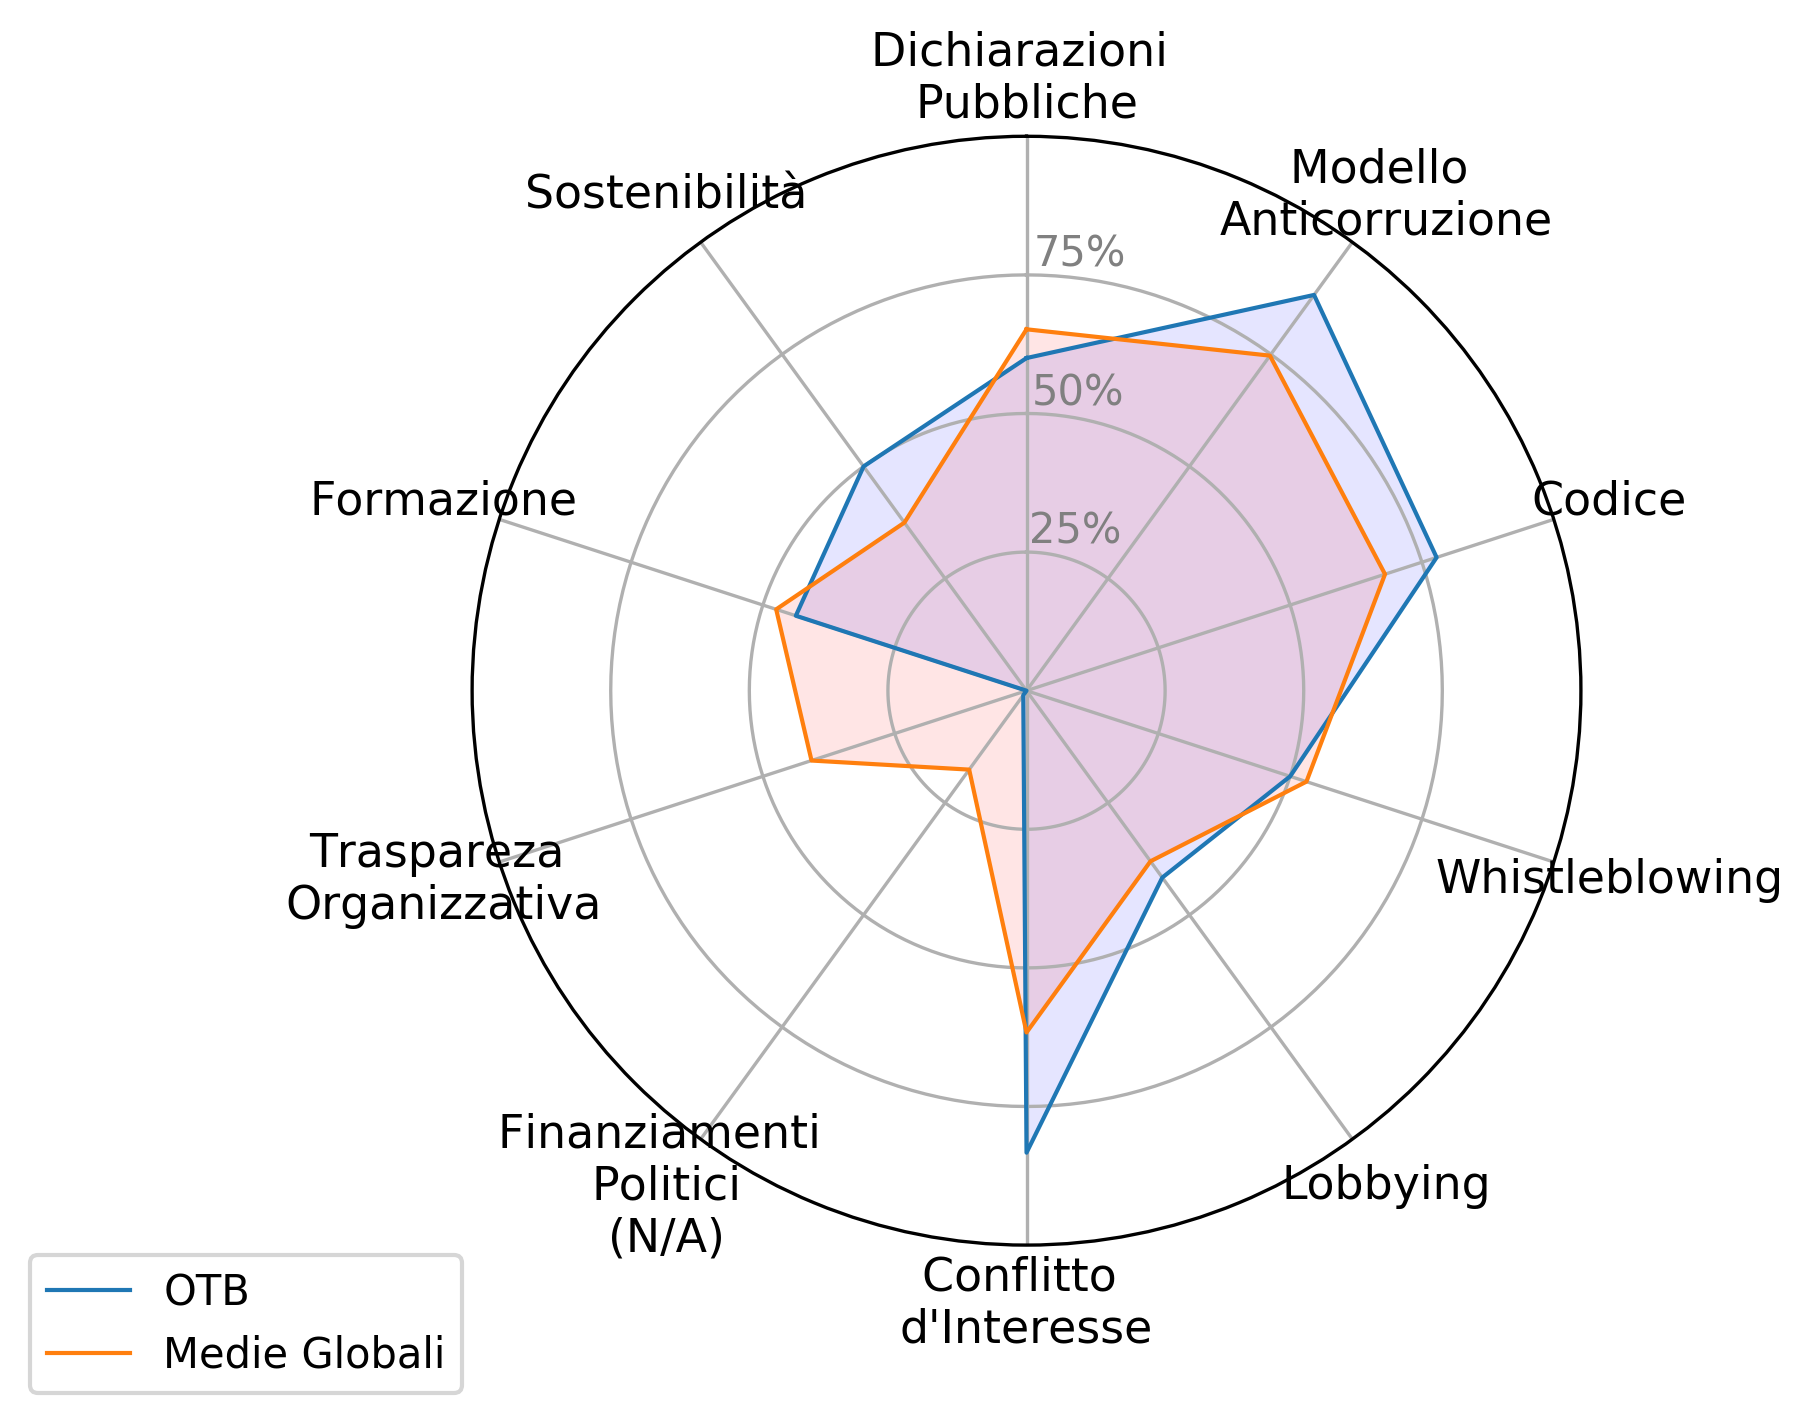 Dichiarazioni
Pubbliche
Modello
Anticorruzione
Sostenibilità
75%
50%
25%
Formazione
Codice
Traspareza
Organizzativa
Whistleblowing
Finanziamenti
Politici
(N/A)
Lobbying
Conflitto
d'Interesse
OTB
Medie Globali